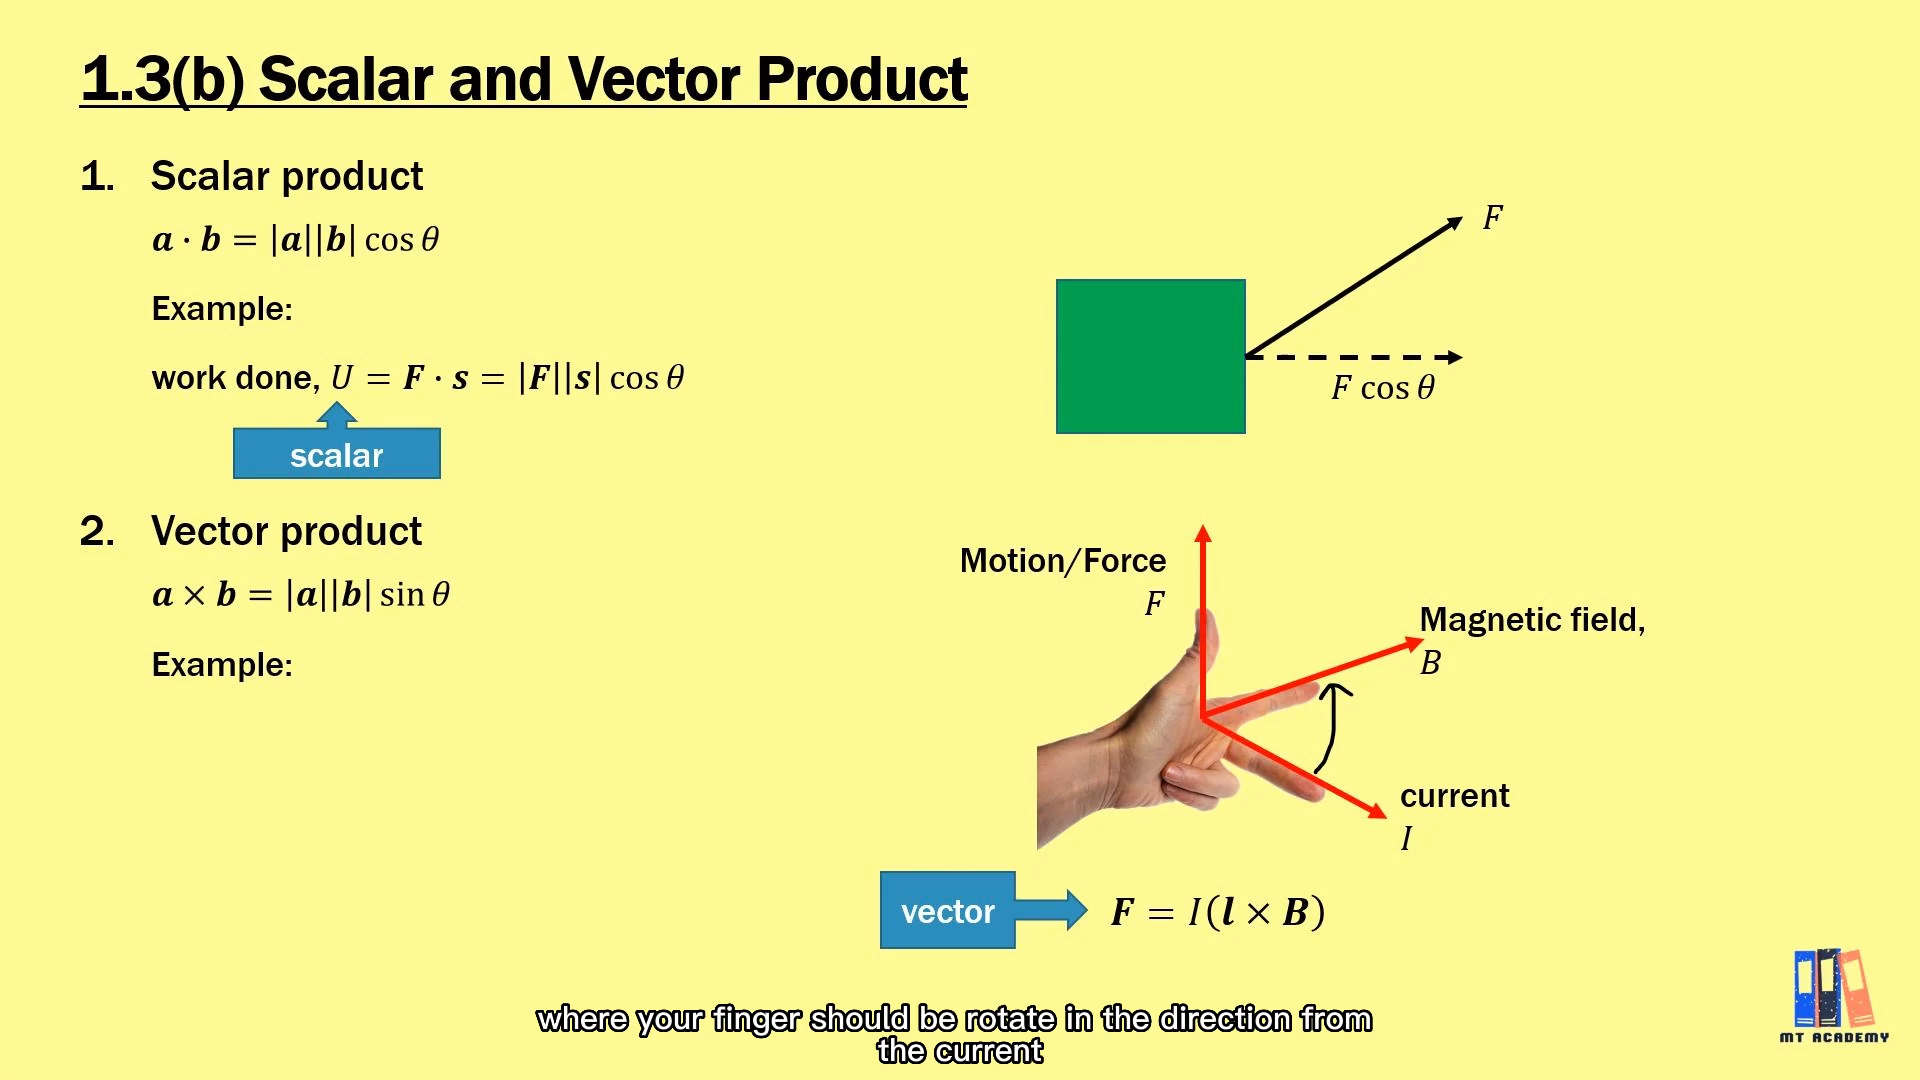 1.3(b) Scalar and Vector Product
1. Scalar product
𝒂 · 𝒃 = |𝒂||𝒃| cos 𝜃
Example:
work done, 𝑈 = 𝑭 · 𝒔 = |𝑭||𝒔| cos 𝜃
scalar
𝐹
𝐹 cos 𝜃
2. Vector product
𝒂 × 𝒃 = |𝒂||𝒃| sin 𝜃
Example:
Motion/Force
𝐹
Magnetic field,
𝐵
current
𝐼
vector
𝑭 = 𝐼(𝒍 × 𝑩)
where your finger should be rotate in the direction from
the current
MT ACADEMY